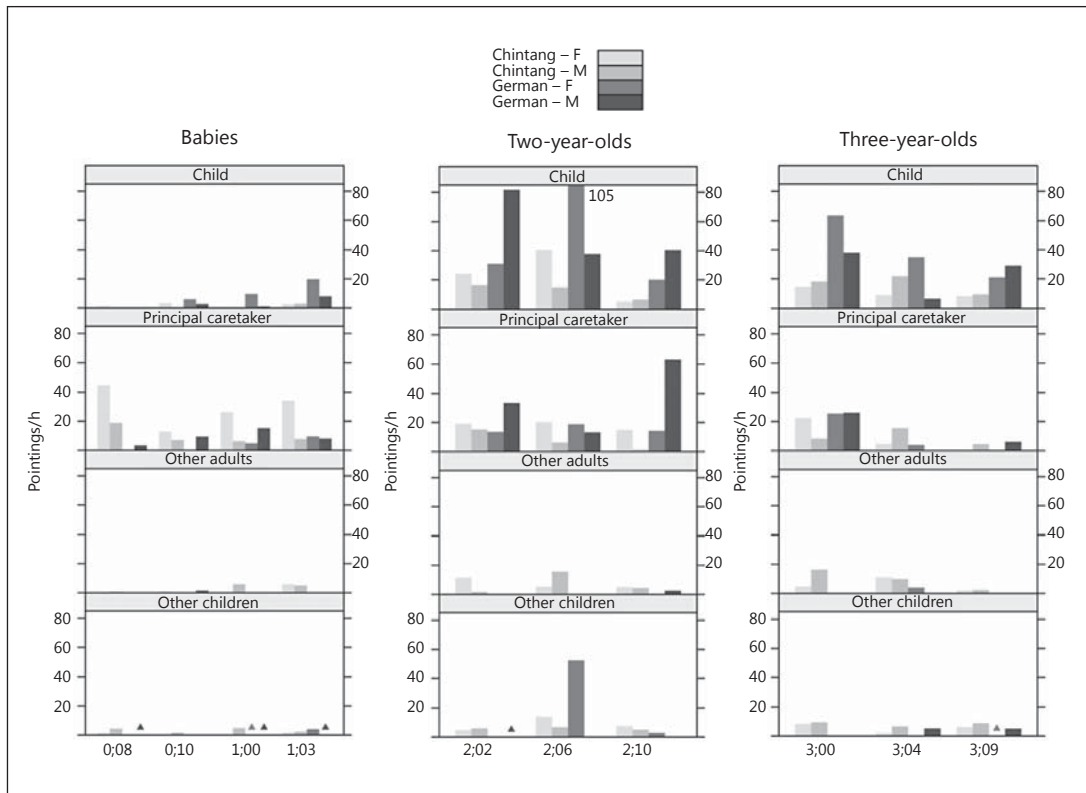 Chintang – F
Chintang – M
German – F
German – M
Babies
Two-year-olds
Three-year-olds
Child
Child
Child
80
60
40
20
80
105
60
40
20
80
60
40
20
Principal caretaker
Principal caretaker
Principal caretaker
80
60
40
20
80
60
40
20
80
60
40
20
Other adults
Other adults
Other adults
80
60
40
20
80
60
40
20
80
60
40
20
Pointings/h
Pointings/h
Pointings/h
Other children
Other children
Other children
80
60
40
20
80
60
40
20
80
60
40
20
0;08 0;10 1;00 1;03
2;02 2;06 2;10
3;00 3;04 3;09